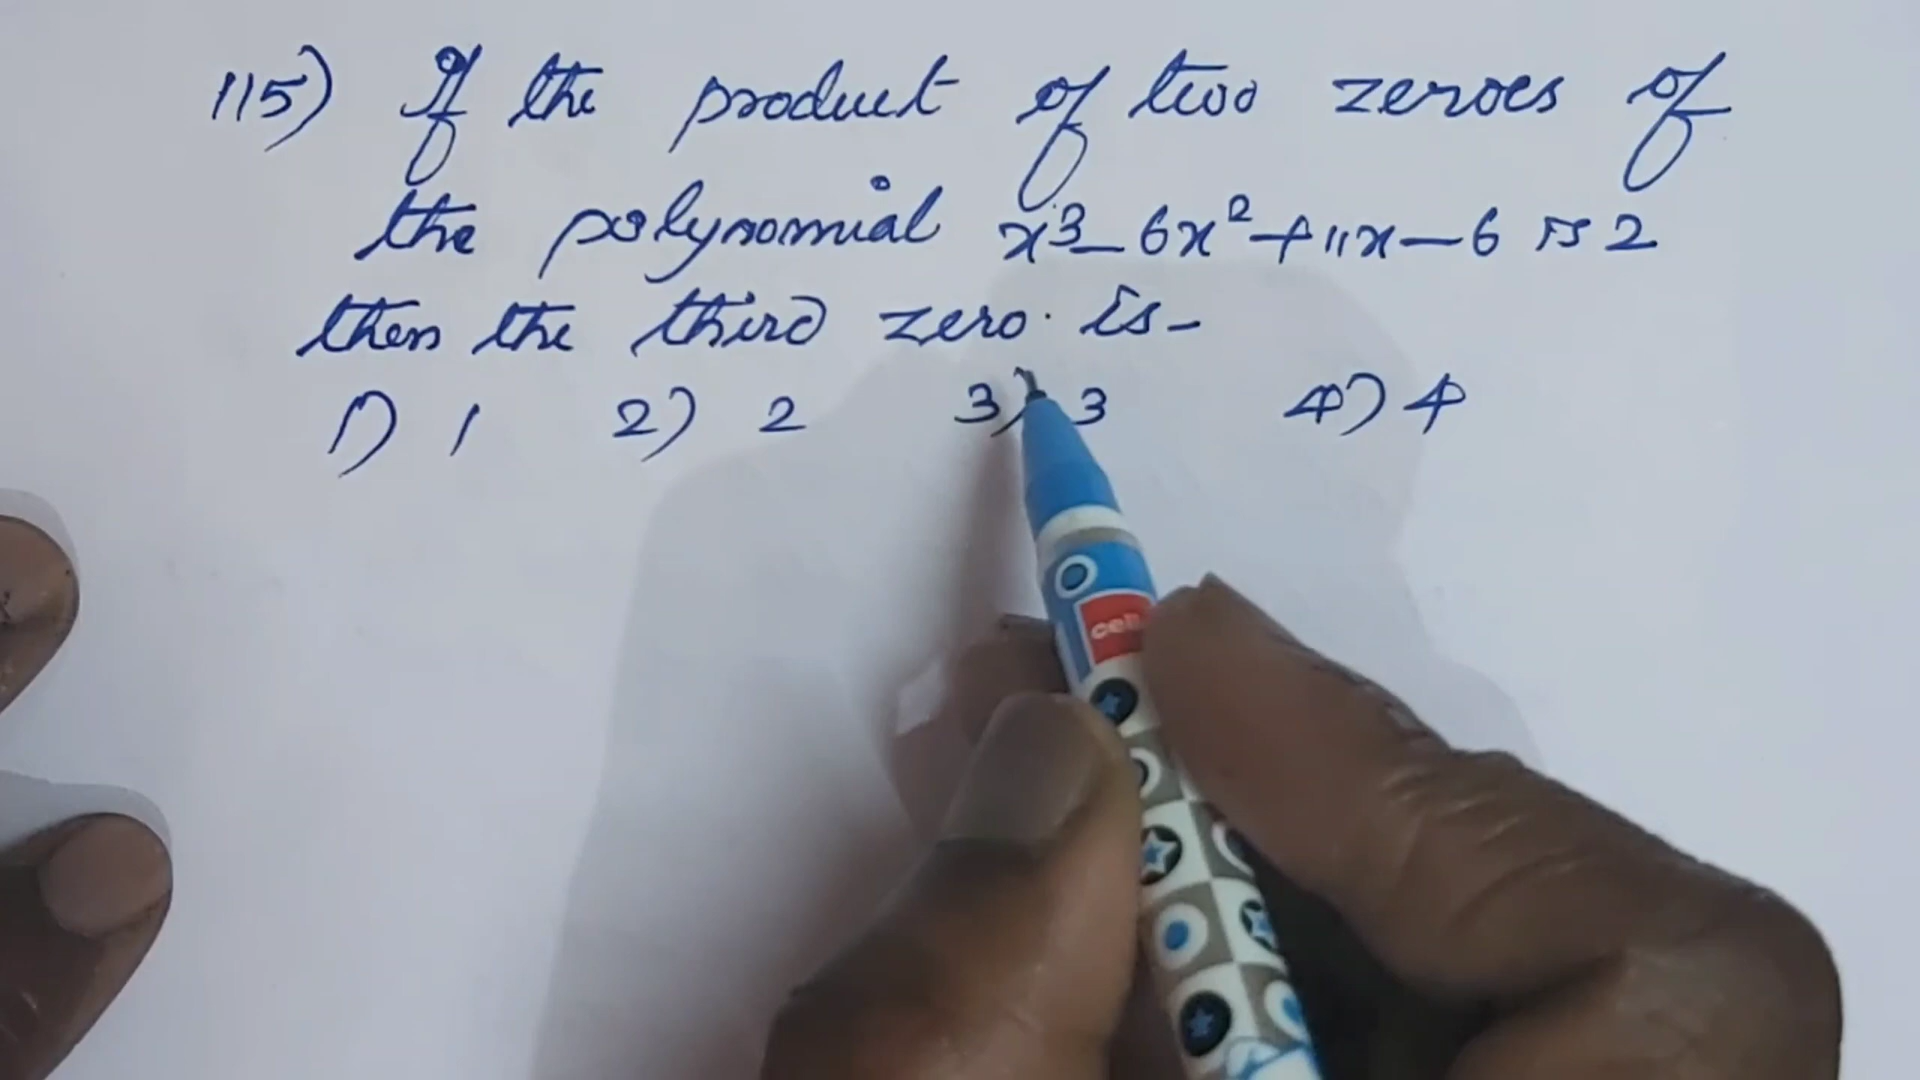 115) If the product of two zeroes of
the polynomial x³-6x²+11x-6 is 2
then the third zero is-
1) 1 2) 2 3) 3 4) 4
cell